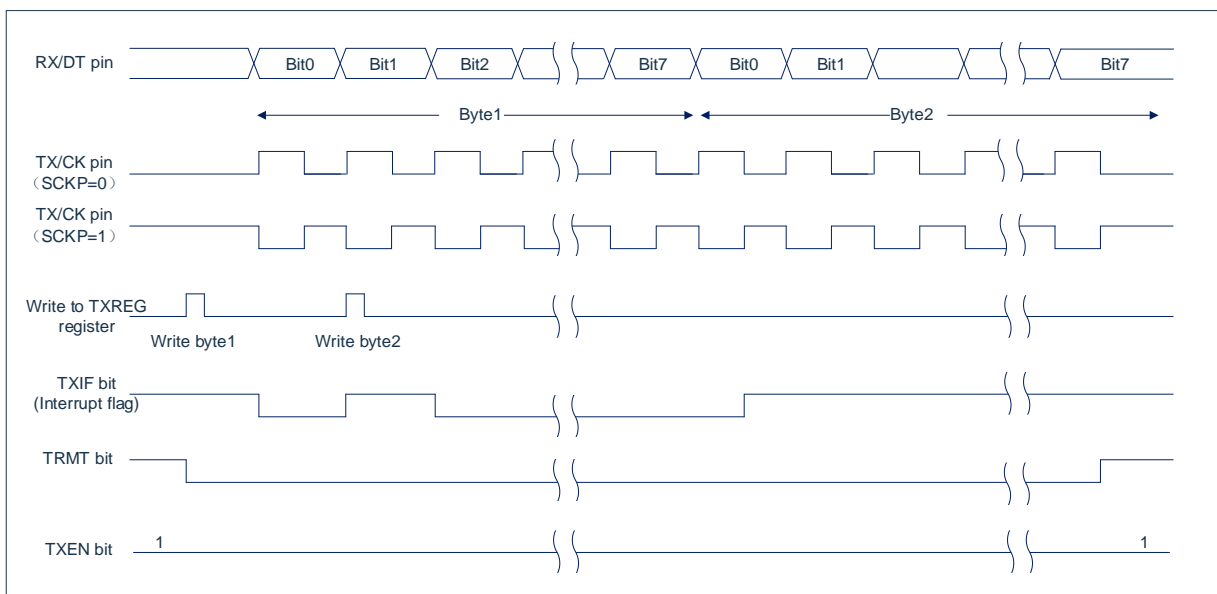 RX/DT pin
Bit0
Bit1
Bit2
Bit7
Bit0
Bit1
Bit7
Byte1
Byte2
TX/CK pin
（SCKP=0）
TX/CK pin
（SCKP=1）
Write to TXREG
register
Write byte1
Write byte2
TXIF bit
(Interrupt flag)
TRMT bit
TXEN bit
1
1